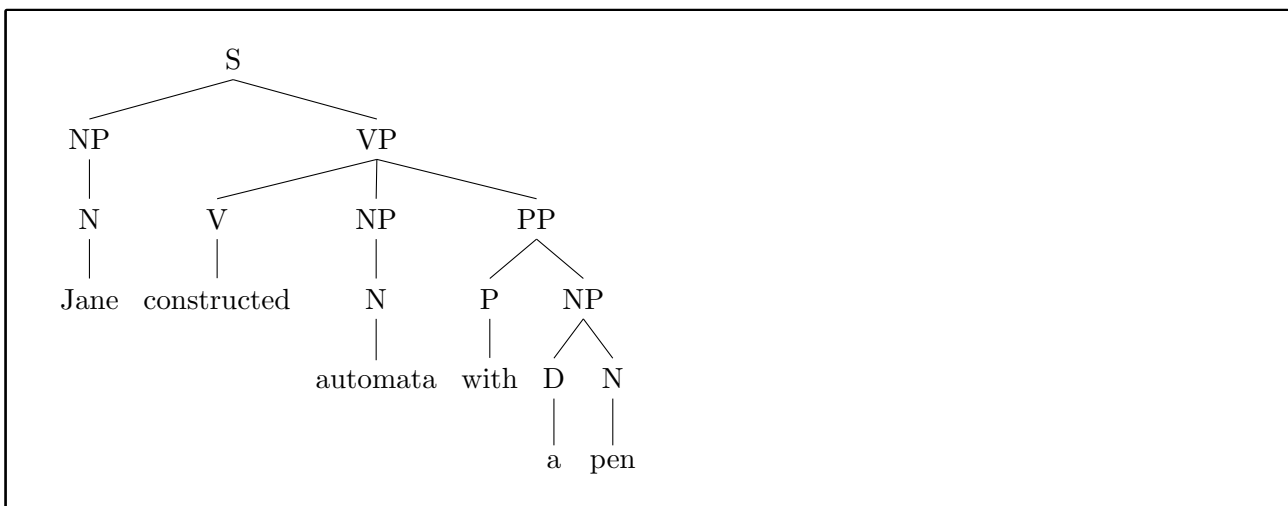 S
NP VP
N V NP PP
Jane constructed N P NP
automata with D N
a pen